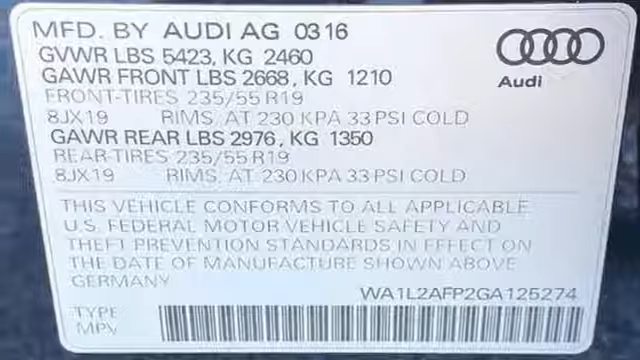 MFD. BY AUDI AG 03 16
GVWR LBS 5423, KG 2460
GAWR FRONT LBS 2668, KG 1210
FRONT-TIRES 235/55 R19
8JX19 RIMS, AT 230 KPA 33 PSI COLD
GAWR REAR LBS 2976, KG 1350
REAR-TIRES 235/55 R19
8JX19 RIMS, AT 230 KPA 33 PSI COLD
Audi
THIS VEHICLE CONFORMS TO ALL APPLICABLE
U.S. FEDERAL MOTOR VEHICLE SAFETY AND
THEFT PREVENTION STANDARDS IN EFFECT ON
THE DATE OF MANUFACTURE SHOWN ABOVE
GERMANY
WA1L2AFP2GA125274
TYPE
MPV